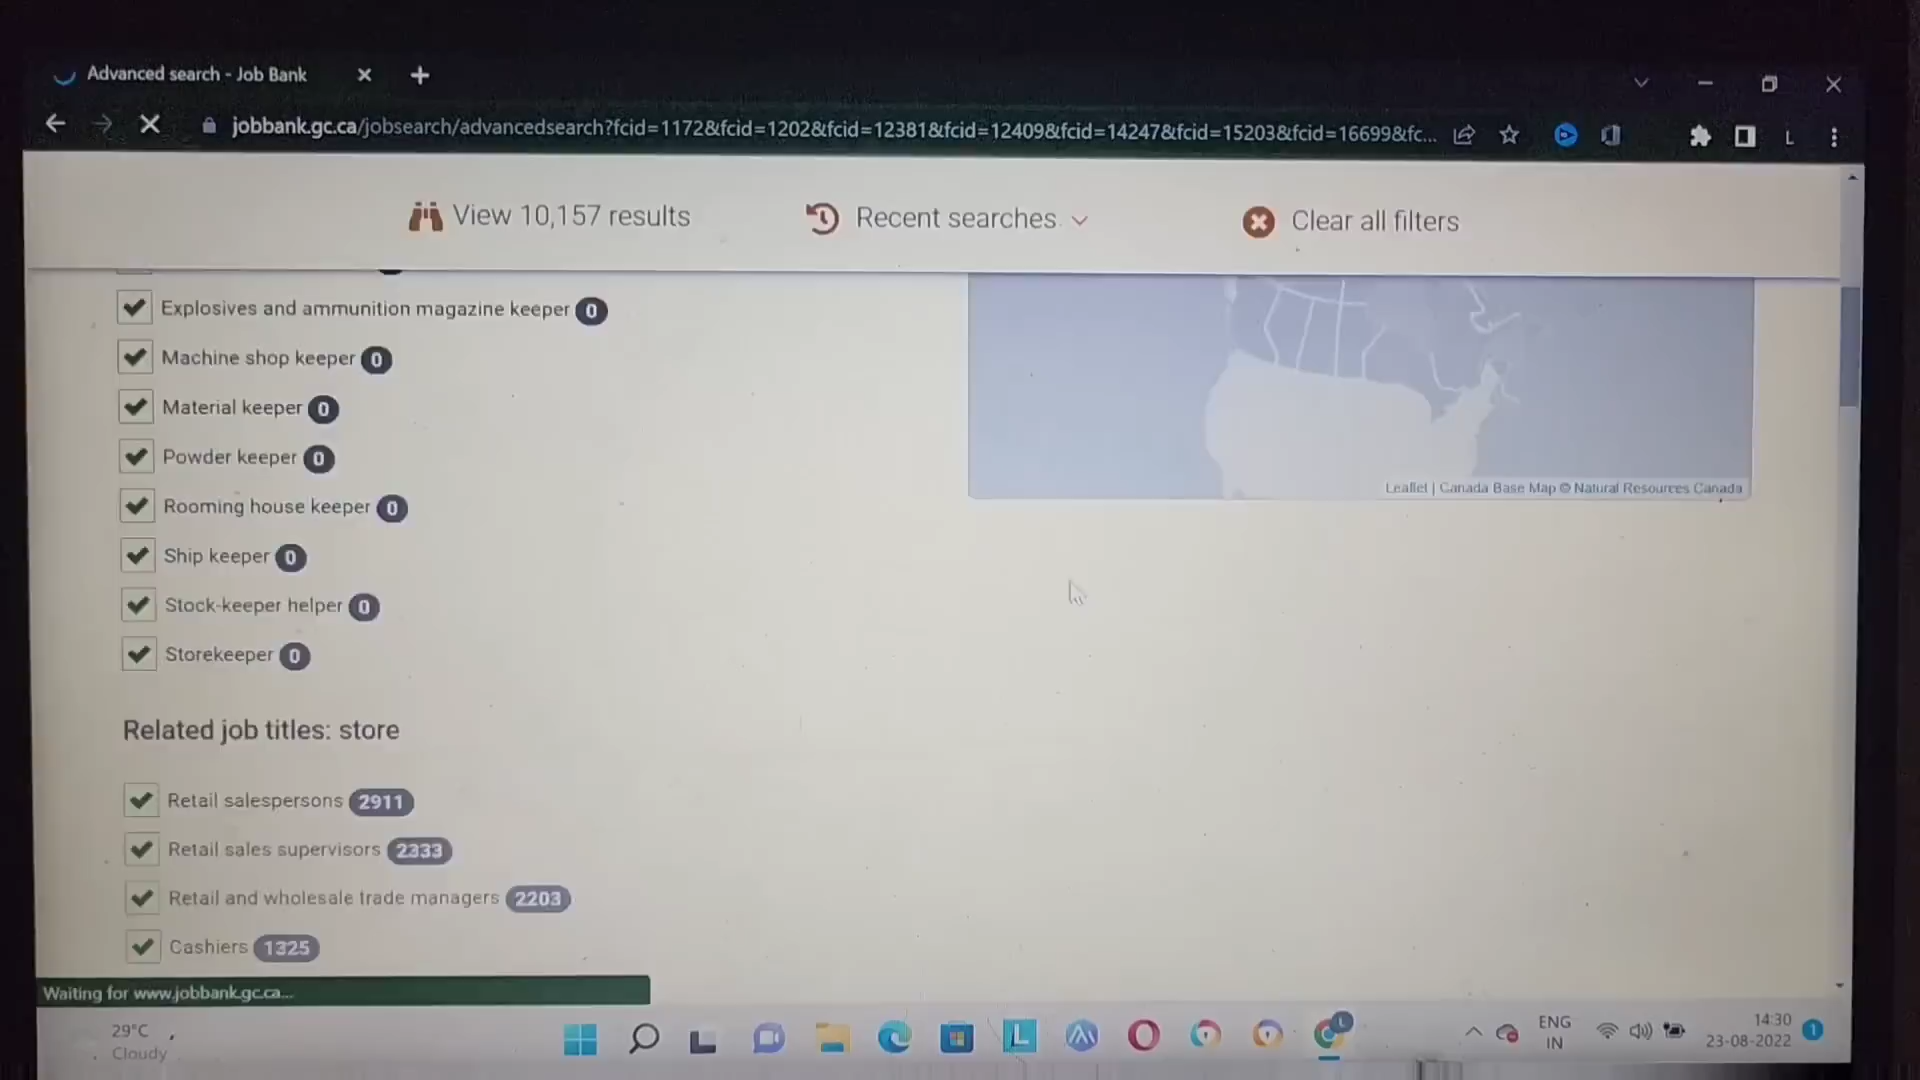 Advanced search - Job Bank
jobbank.gc.ca/jobsearch/advancedsearch?fcid=1172&fcid=1202&fcid=12381&fcid=12409&fcid=14247&fcid=15203&fcid=16699&fc...
L
View 10,157 results
Recent searches
Clear all filters
Explosives and ammunition magazine keeper 0
Machine shop keeper 0
Material keeper 0
Powder keeper 0
Rooming house keeper 0
Ship keeper 0
Stock-keeper helper 0
Storekeeper 0
Leaflet | Canada Base Map © Natural Resources Canada
Related job titles: store
Retail salespersons 2911
Retail sales supervisors 2333
Retail and wholesale trade managers 2203
Cashiers 1325
Waiting for www.jobbank.gc.ca...
29°C
Cloudy
L
L
ENG
IN
14:30
23-08-2022
1